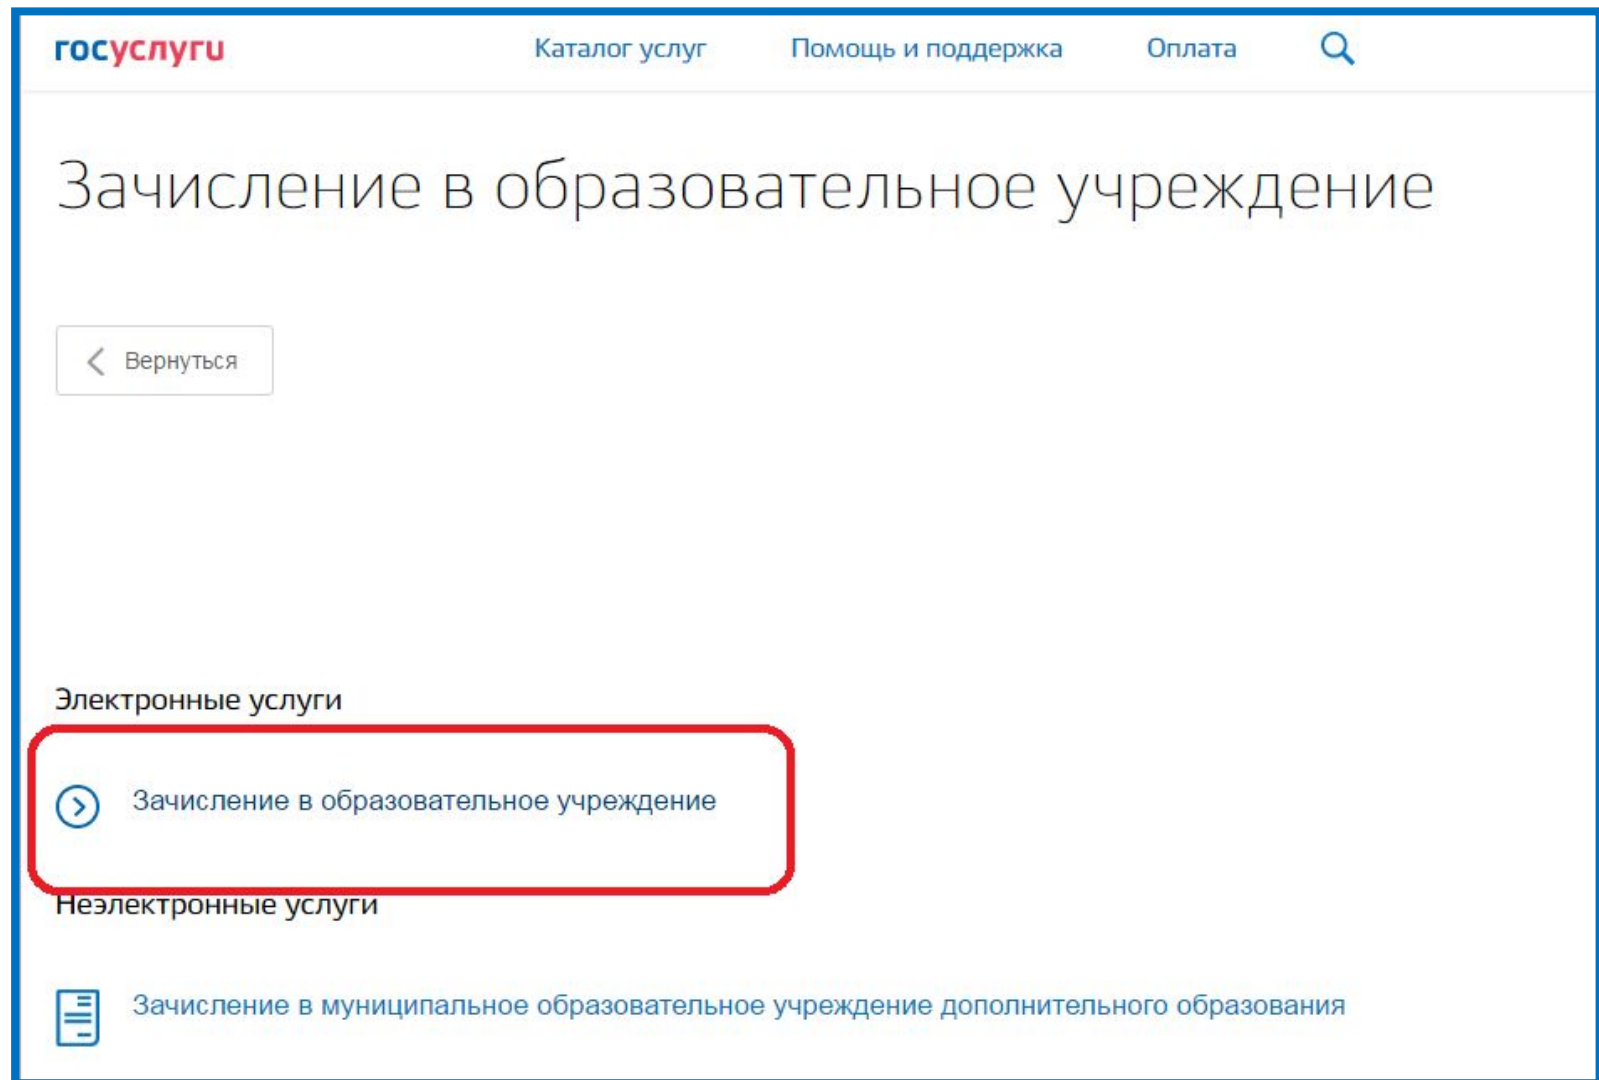 госуслуги Каталог услуг Помощь и поддержка Оплата
Зачисление в образовательное учреждение
Вернуться
Электронные услуги
Зачисление в образовательное учреждение
Неэлектронные услуги
Зачисление в муниципальное образовательное учреждение дополнительного образования